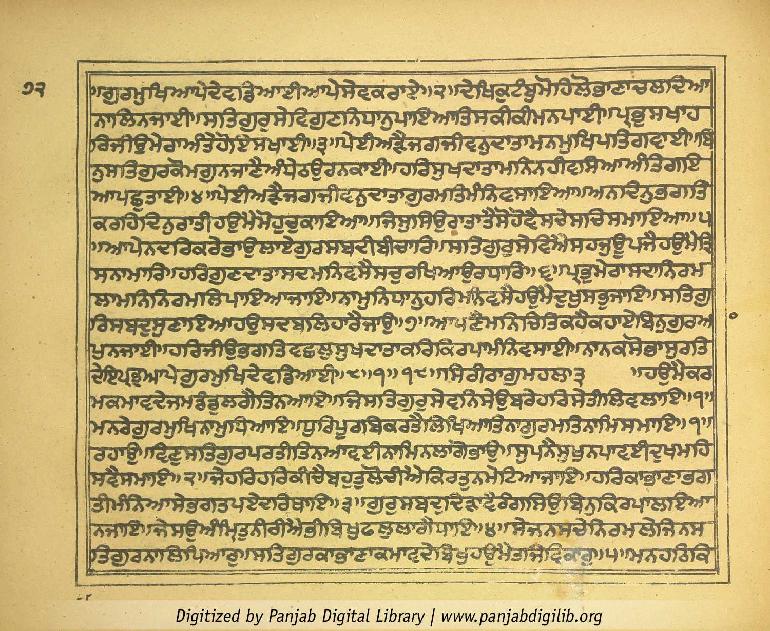 ੭੨
॥ਗੁਰਮੁਖਿਆਪੇਦੇਵਡਿਆਈਆਪੇਸੇਵਕਰਾਏ॥੨॥ਦੇਖਿਕੁਟੰਬੁਮੋਹਿਲੋਭਾਣਾਚਲਦਿਆ
ਨਾਲਿਨਜਾਈ॥ਸਤਿਗੁਰੁਸੇਵਿਗੁਣਨਿਧਾਨੁਪਾਇਆਤਿਸਕੀਕੀਮਨਪਾਈ॥ਪ੍ਰਭੁਸਖਾਹ
ਰਿਜੀਉਮੇਰਾਅੰਤੇਹੋਇਸਖਾਈ॥੩॥ਪੇਈਅੜੈਜਗਜੀਵਨੁਦਾਤਾਮਨਮੁਖਿਪਤਿਗਵਾਈ॥ਬਿ
ਨੁਸਤਿਗੁਰਕੋਮਗੁਨਜਾਣੈਅੰਧੇਠਉਰਨਕਾਈ॥ਹਰਿਸੁਖਦਾਤਾਮਨਿਨਹੀਵਸਿਆਅੰਤਿਗਇ
ਆਪਛੁਤਾਈ॥੪॥ਪੇਈਅੜੈਜਗਜੀਵਨੁਦਾਤਾਗੁਰਮਤਿਮੰਨਿਵਸਾਇਆ॥ਅਨਦਿਨੁਭਗਤਿ
ਕਰਹਿਦਿਨੁਰਾਤੀਹਉਮੈਮੋਹੁਚੁਕਾਇਆ॥ਜਿਸੁਸਿਉਰਾਤਾਤੈਸੋਹੋਵੈਸਚੇਸਚਿਸਮਾਇਆ॥੫
॥ਆਪੇਨਦਰਿਕਰੇਭਾਉਲਾਏਗੁਰਸਬਦੀਬੀਚਾਰਿ॥ਸਤਿਗੁਰੁਸੇਵਿਐਸਹਜੁਊਪਜੈਹਉਮੈਤ੍ਰਿ
ਸਨਾਮਾਰਿ॥ਹਰਿਗੁਣਦਾਤਾਸਦਮਨਿਵਸੈਸਚੁਰਖਿਆਉਰਧਾਰਿ॥੬॥ਪ੍ਰਭੁਮੇਰਾਸਦਾਨਿਰਮ
ਲਾਮਨਿਨਿਰਮਲਿਪਾਇਆਜਾਇ॥ਨਾਮੁਨਿਧਾਨੁਹਰਿਮਨਿਵਸੈਹਉਮੈਦੁਖੁਸਭੁਜਾਇ॥ਸਤਿਗੁ
ਰਿਸਬਦੁਸੁਣਾਇਆਹਉਸਦਬਲਿਹਾਰੈਜਾਉ॥੭॥ਆਪਣੈਮਨਿਚਿਤਿਕਹੈਕਹਾਏਬਿਨੁਗੁਰਆ
ਪੁਨਜਾਈ॥ਹਰਿਜੀਉਭਗਤਿਵਛਲੁਸੁਖਦਾਤਾਕਰਿਕਿਰਪਾਮੰਨਿਵਸਾਈ॥ਨਾਨਕਸੋਭਾਸੁਰਤਿ
ਦੇਇਪ੍ਰਭੁਆਪੇਗੁਰਮੁਖਿਦੇਵਡਿਆਈ॥੮॥੧॥੧੮॥ਸਿਰੀਰਾਗੁਮਹਲਾ੩ ॥ਹਉਮੈਕਰ
ਮਕਮਾਵਦੇਜਮਡੰਡੁਲਗੈਤਿਨਆਇ॥ਜਿਸਤਿਗੁਰੁਸੇਵਨਿਸੇਉਬਰੇਹਰਿਸੇਤੀਲਿਵਲਾਇ॥੧॥
ਮਨਰੇਗੁਰਮੁਖਿਨਾਮੁਧਿਆਇ॥ਧੁਰਿਪੂਰਬਿਕਰਤੈਲਿਖਿਆਤਿਨਾਗੁਰਮਤਿਨਾਮਿਸਮਾਇ॥੧॥
ਰਹਾਉ॥ਵਿਣੁਸਤਿਗੁਰਪਰਤੀਤਿਨਆਵਈਨਾਮਿਨਲਾਗੋਭਾਉ॥ਸੁਪਨੈਸੁਖੁਨਪਾਵਈਦੁਖਮਹਿ
ਸਵੈਸਮਾਇ॥੨॥ਜੇਹਰਿਹਰਿਕੀਚੈਬਹੁਤੁਲੋਚੀਐਕਿਰਤੁਨਮੇਟਿਆਜਾਇ॥ਹਰਿਕਾਭਾਣਾਭਗ
ਤੀਮੰਨਿਆਸੇਭਗਤਪਏਦਰਿਥਾਇ॥੩॥ਗੁਰੁਸਬਦੁਦਿੜਾਵੈਰੰਗਸਿਉਬਿਨੁਕਿਰਪਾਲਇਆ
ਨਜਾਇ॥ਜੇਸਉਅੰਮ੍ਰਿਤੁਨੀਰੀਐਭੀਬਿਖੁਫਲੁਲਾਗੈਧਾਇ॥੪॥ਸੇਜਨਸਚੇਨਿਰਮਲੇਜਿਨਸ
ਤਿਗੁਰਨਾਲਿਪਿਆਰੁ॥ਸਤਿਗੁਰਕਾਭਾਣਾਕਮਾਵਦੇਬਿਖੁਹਉਮੈਤਜਿਵਿਕਾਰੁ॥੫॥ਮਨਹਠਿਕਿ
Digitized by Panjab Digital Library | www.panjabdigilib.org